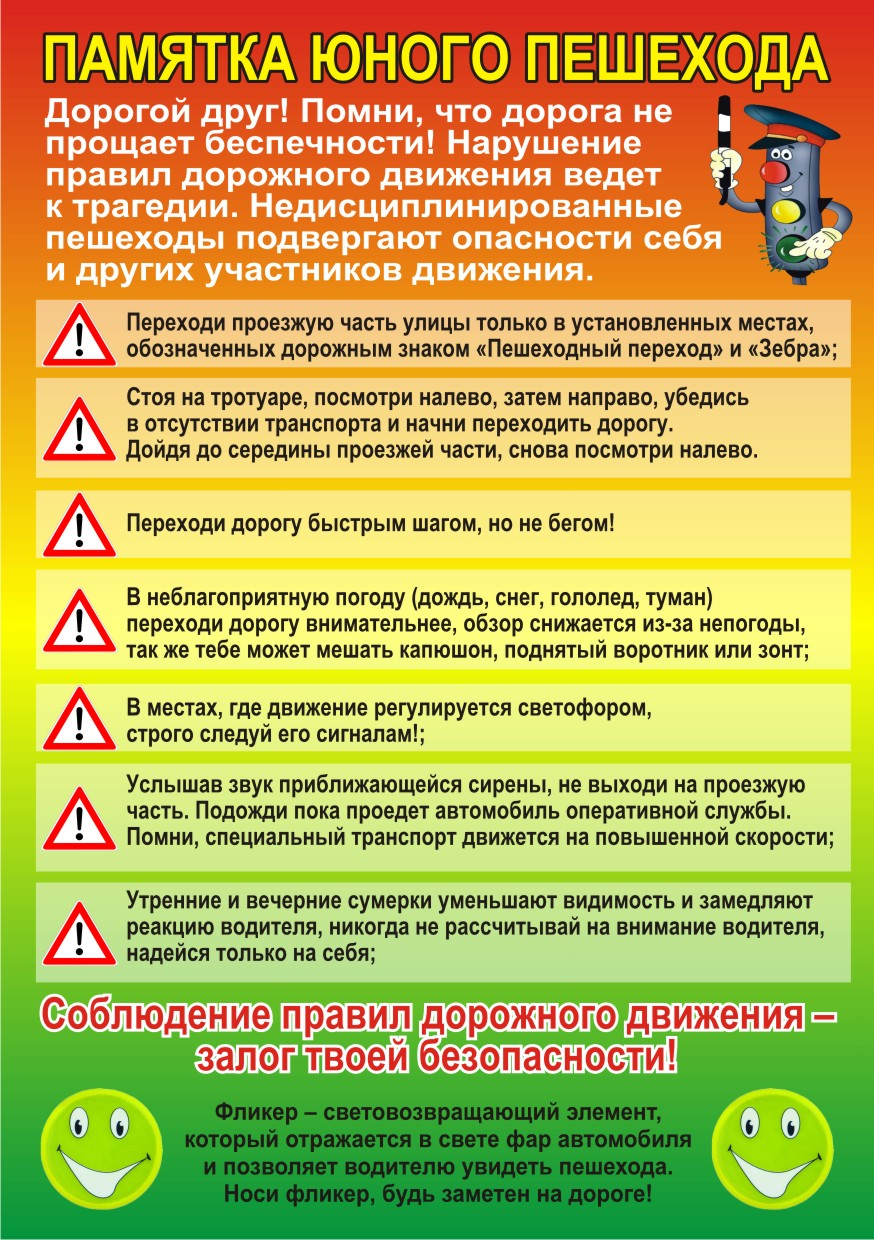 ПАМЯТКА ЮНОГО ПЕШЕХОДА
Дорогой друг! Помни, что дорога не
прощает беспечности! Нарушение
правил дорожного движения ведет
к трагедии. Недисциплинированные
пешеходы подвергают опасности себя
и других участников движения.
Переходи проезжую часть улицы только в установленных местах,
обозначенных дорожным знаком «Пешеходный переход» и «Зебра»;
Стоя на тротуаре, посмотри налево, затем направо, убедись
в отсутствии транспорта и начни переходить дорогу.
Дойдя до середины проезжей части, снова посмотри налево.
Переходи дорогу быстрым шагом, но не бегом!
В неблагоприятную погоду (дождь, снег, гололед, туман)
переходи дорогу внимательнее, обзор снижается из-за непогоды,
так же тебе может мешать капюшон, поднятый воротник или зонт;
В местах, где движение регулируется светофором,
строго следуй его сигналам!;
Услышав звук приближающейся сирены, не выходи на проезжую
часть. Подожди пока проедет автомобиль оперативной службы.
Помни, специальный транспорт движется на повышенной скорости;
Утренние и вечерние сумерки уменьшают видимость и замедляют
реакцию водителя, никогда не рассчитывай на внимание водителя,
надейся только на себя;
Соблюдение правил дорожного движения –
залог твоей безопасности!
Фликер – световозвращающий элемент,
который отражается в свете фар автомобиля
и позволяет водителю увидеть пешехода.
Носи фликер, будь заметен на дороге!